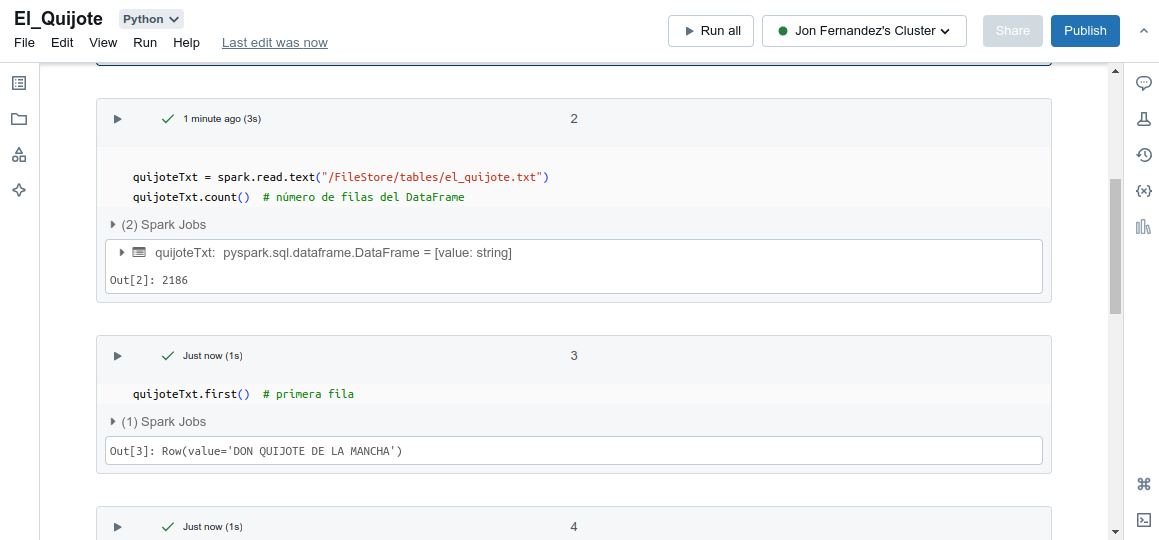 El_Quijote Python
File Edit View Run Help Last edit was now
Run all
Jon Fernandez's Cluster
Share
Publish
1 minute ago (3s)
2
quijoteTxt = spark.read.text("/FileStore/tables/el_quijote.txt")
quijoteTxt.count()  # número de filas del DataFrame
(2) Spark Jobs
quijoteTxt: pyspark.sql.dataframe.DataFrame = [value: string]
Out[2]: 2186
Just now (1s)
3
quijoteTxt.first()  # primera fila
(1) Spark Jobs
Out[3]: Row(value='DON QUIJOTE DE LA MANCHA')
Just now (1s)
4